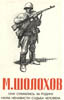 М.ШОЛОХОВ
ОНИ СРАЖАЛИСЬ ЗА РОДИНУ
НАУКА НЕНАВИСТИ СУДЬБА ЧЕЛОВЕКА